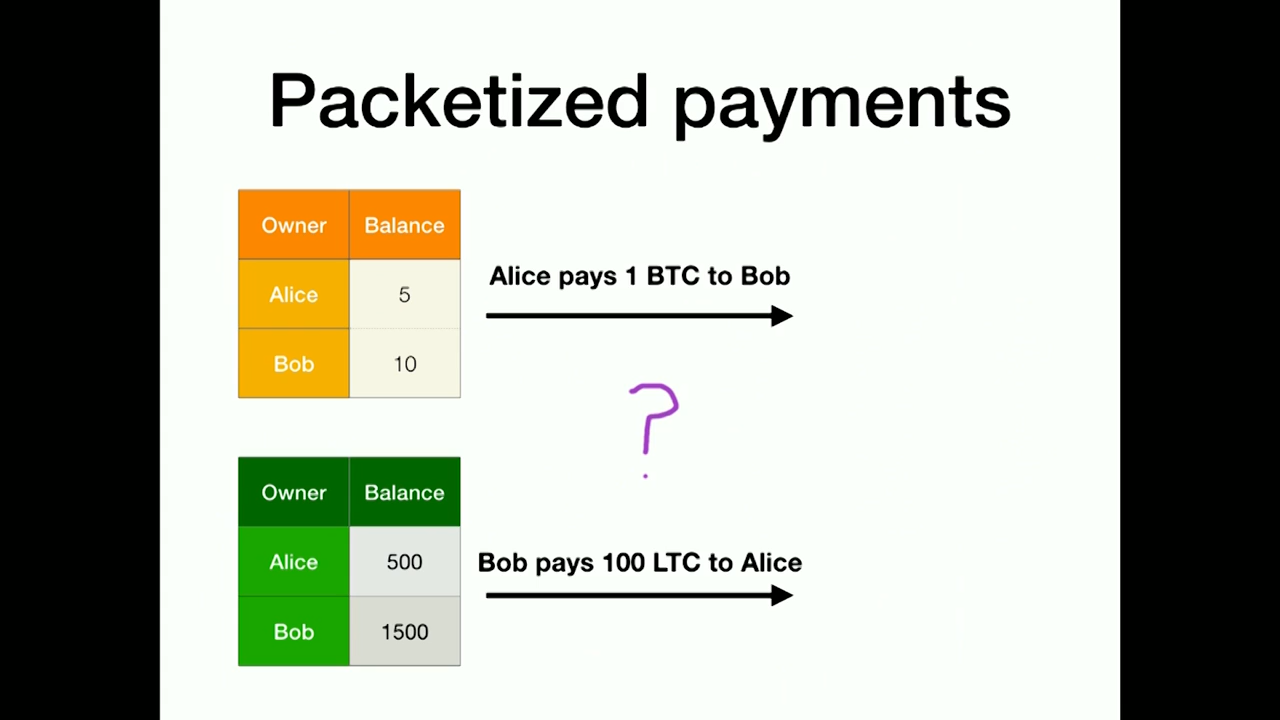 Packetized payments
Owner Balance
Alice 5
Bob 10
Alice pays 1 BTC to Bob
?
Owner Balance
Alice 500
Bob 1500
Bob pays 100 LTC to Alice